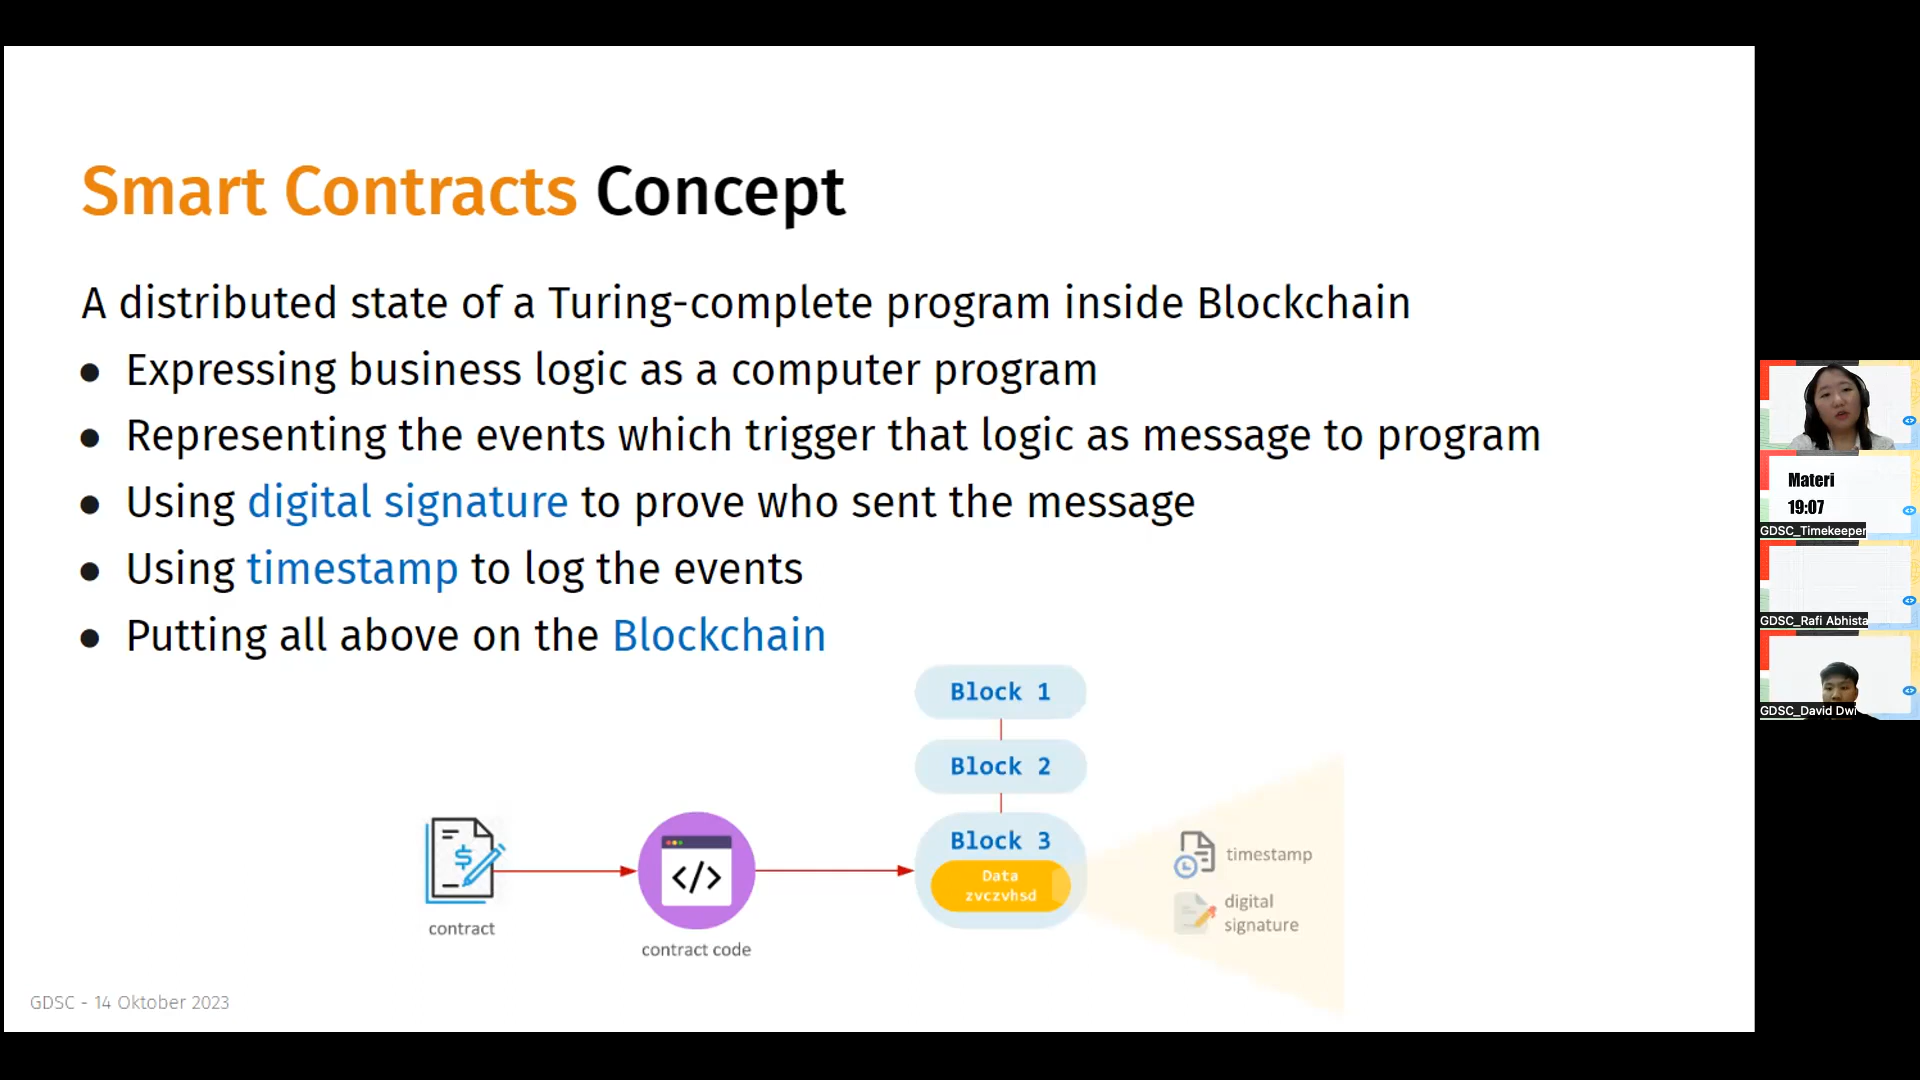 Smart Contracts Concept
A distributed state of a Turing-complete program inside Blockchain
● Expressing business logic as a computer program
● Representing the events which trigger that logic as message to program
● Using digital signature to prove who sent the message
● Using timestamp to log the events
● Putting all above on the Blockchain
Block 1
Block 2
Block 3
Data
zvczvhsd
contract
</>
contract code
timestamp
digital
signature
GDSC - 14 Oktober 2023
Materi
19:07
GDSC_Timekeeper
GDSC_Rafi Abhista
GDSC_David Dwi